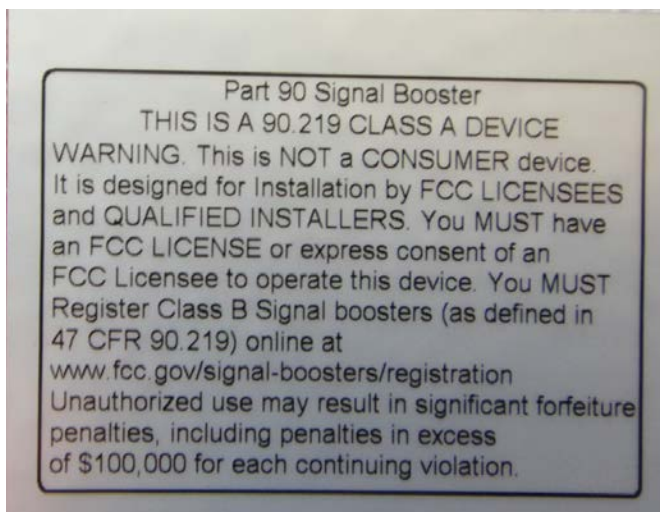 Part 90 Signal Booster
THIS IS A 90.219 CLASS A DEVICE
WARNING. This is NOT a CONSUMER device.
It is designed for Installation by FCC LICENSEES
and QUALIFIED INSTALLERS. You MUST have
an FCC LICENSE or express consent of an
FCC Licensee to operate this device. You MUST
Register Class B Signal boosters (as defined in
47 CFR 90.219) online at
www.fcc.gov/signal-boosters/registration
Unauthorized use may result in significant forfeiture
penalties, including penalties in excess
of $100,000 for each continuing violation.